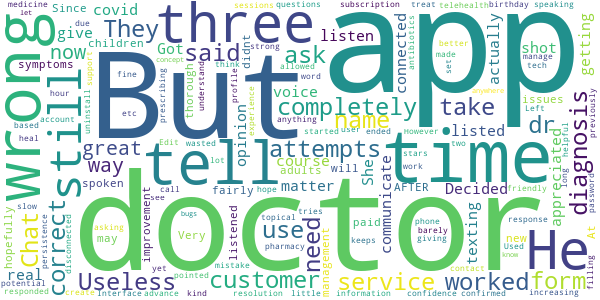 medicine
let
Since covid
three
app
birthday speaking
sessions questions subscription treat telehealth
They
due
give
Got
said
ask
connected
antibiotics
shot
getting
wrong
still
now
children
symptoms
But
thorough
didnt
strong
listen
actually
better made set
manage tech
voice
profile
think
allowed
word
fine
prescribing
understand
etc
hour
uninstall
support
account
based
heal
opinion
concept
experience
anything
completely
name
take
listed
dr
issues
Left
anywhere
previously
diagnosis
great
way
tell
attempts
time
spoken
Edit
wasted
lot
hope
started
user
ended
However
two
helpful
long
password
course
adults
She
matter
will
stars
work
AFTER
Decided
friendly
correct
Chat
hopefully
persistence
slow
may
call
see
fairly
communicate
texting
appreciated
At
filling
real
disconnected
asking
bugs
Very
yet
doctor
improvement
listened
topical
tries
pharmacy
use
need
paid
phone
barely
giving
response
new
Used
know
He
Useless
customer
management
keeps
contact
service
worked
form
potential
respond
create
Interface
advance
kind
pointed
mistake
resolution
little
information
confidence
confirmed
increasing